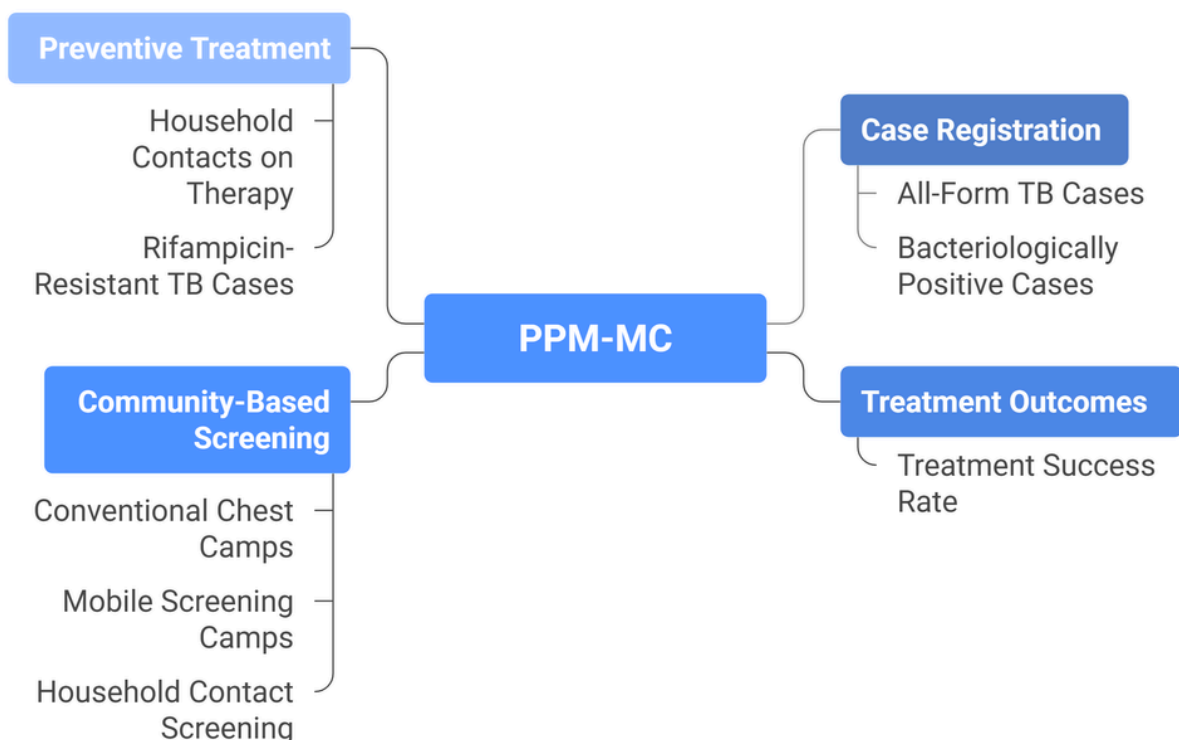 Preventive Treatment
Household
Contacts on
Therapy
Rifampicin-
Resistant TB Cases
Community-Based
Screening
Conventional Chest
Camps
Mobile Screening
Camps
Household Contact
Screening
PPM-MC
Case Registration
All-Form TB Cases
Bacteriologically
Positive Cases
Treatment Outcomes
Treatment Success
Rate